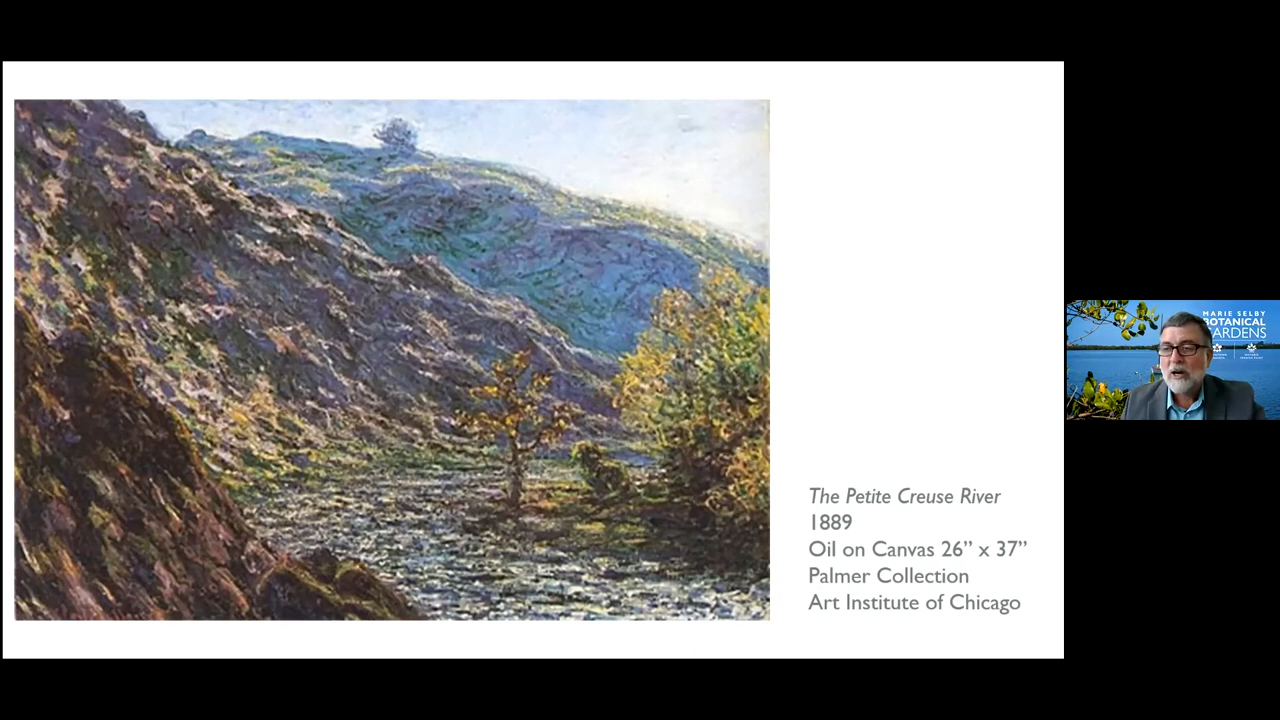 The Petite Creuse River
1889
Oil on Canvas 26” x 37”
Palmer Collection
Art Institute of Chicago
MARIE SELBY
BOTANICAL
GARDENS